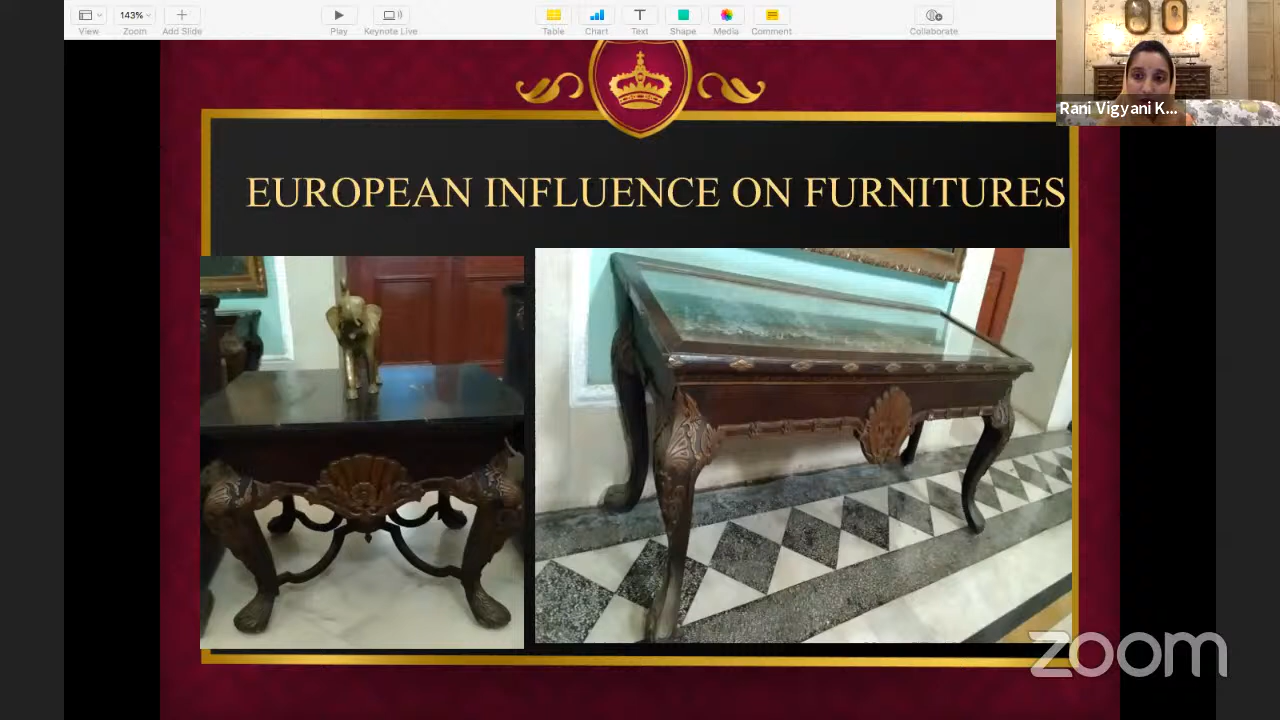 143%
View
Zoom
Add Slide
Play
Keynote Live
Table
Chart
Text
Shape
Media
Comment
Collaborate
Rani Vigyani K...
EUROPEAN INFLUENCE ON FURNITURES
zoom